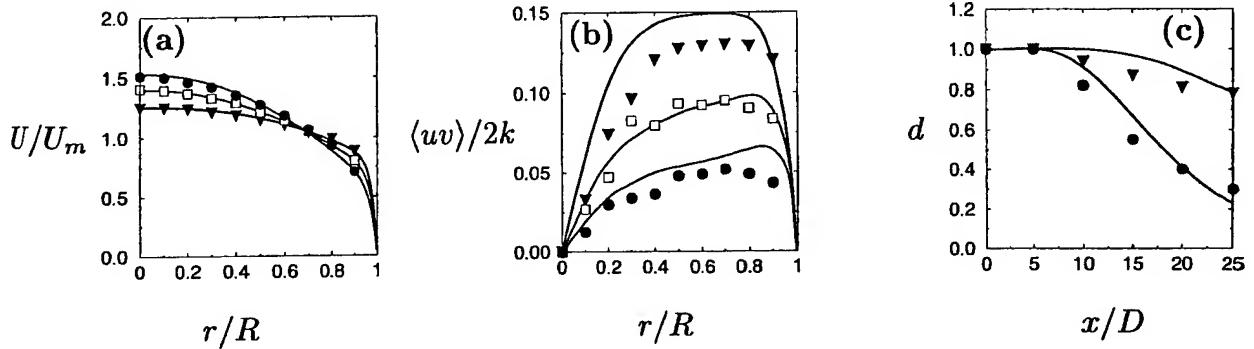 (a)
U/U_m
2.0
1.5
1.0
0.5
0.0
0 0.2 0.4 0.6 0.8 1
r/R
(b)
⟨uv⟩/2k
0.15
0.10
0.05
0.00
0.0 0.2 0.4 0.6 0.8 1
r/R
(c)
d
1.2
1.0
0.8
0.6
0.4
0.2
0.0
0 5 10 15 20 25
x/D